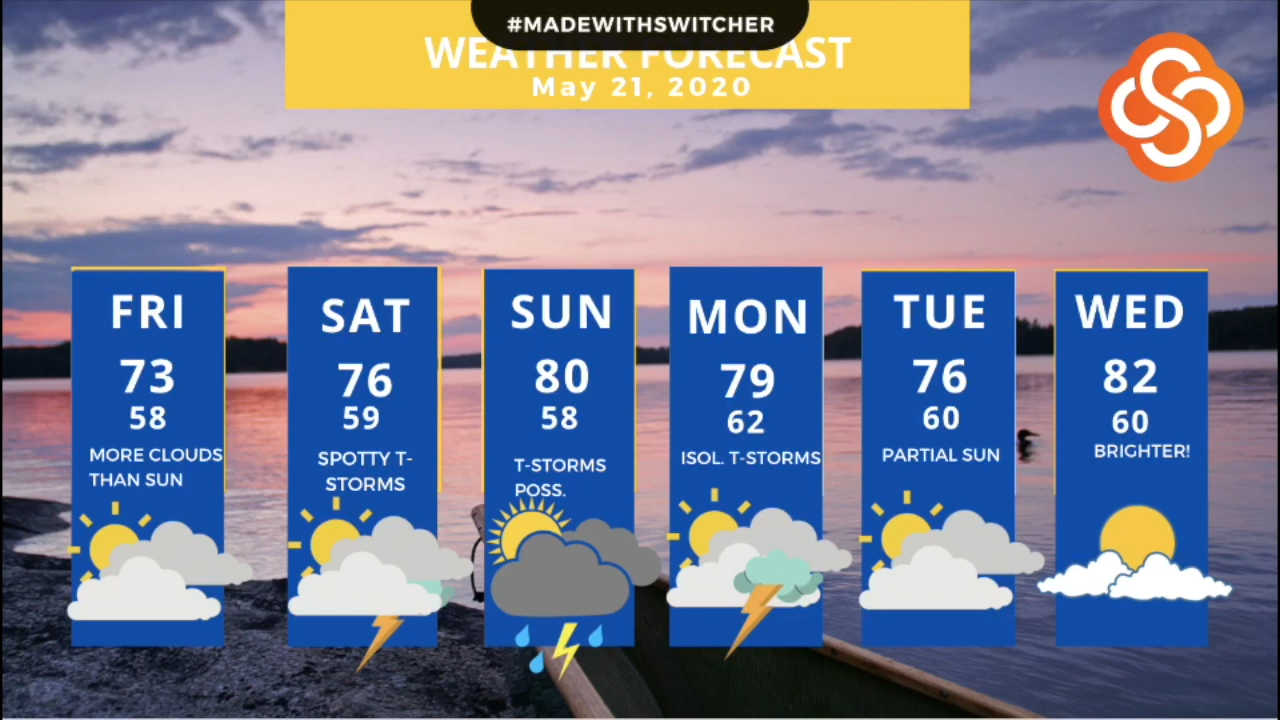 #MADEWITHSWITCHER
WEATHER FORECAST
May 21, 2020
FRI
73
58
MORE CLOUDS
THAN SUN
SAT
76
59
SPOTTY T-
STORMS
SUN
80
58
T-STORMS
POSS.
MON
79
62
ISOL. T-STORMS
TUE
76
60
PARTIAL SUN
WED
82
60
BRIGHTER!